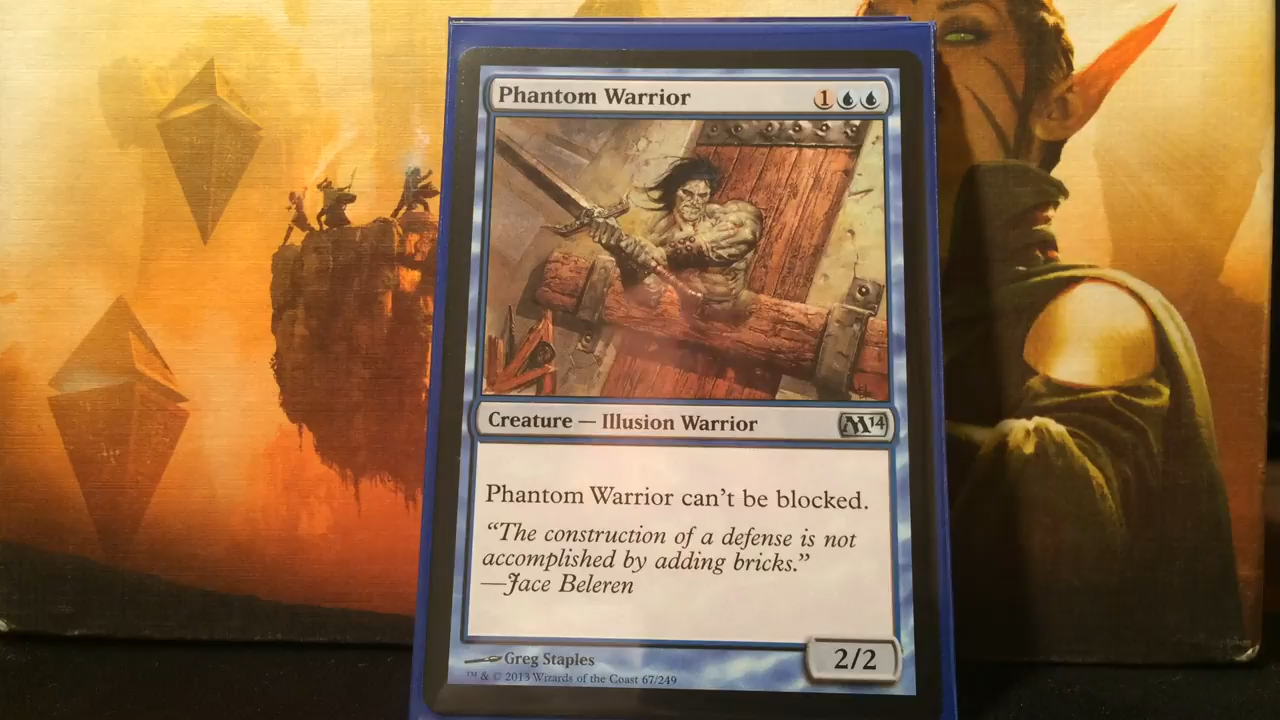 Phantom Warrior 1
Creature — Illusion Warrior M14
Phantom Warrior can't be blocked.
“The construction of a defense is not
accomplished by adding bricks.”
—Jace Beleren
2/2
Greg Staples
™ & © 2013 Wizards of the Coast 67/249